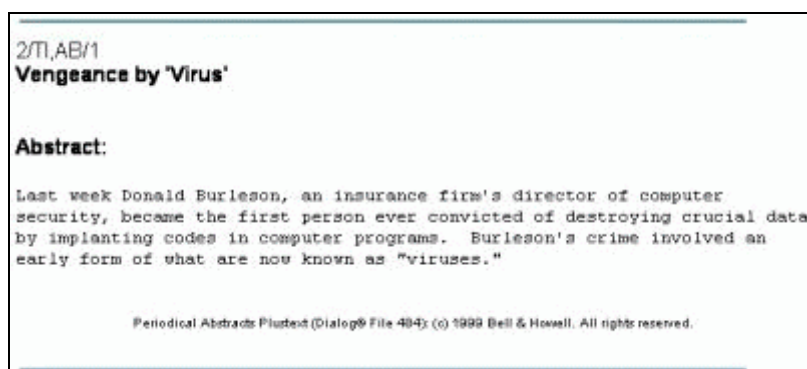 2/TI,AB/1
Vengeance by 'Virus'
Abstract:
Last week Donald Burleson, an insurance firm's director of computer
security, became the first person ever convicted of destroying crucial data
by implanting codes in computer programs.  Burleson's crime involved an
early form of what are now known as "viruses."
Periodical Abstracts Plustext (Dialog® File 484): (c) 1999 Bell & Howell. All rights reserved.